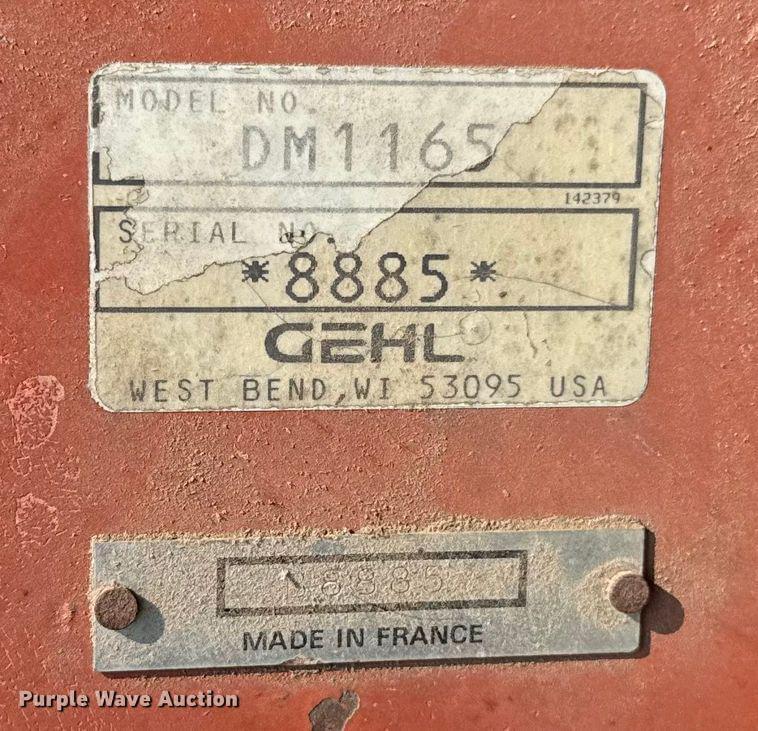 MODEL NO.
DM1165
142379
SERIAL NO.
*8885*
GEHL
WEST BEND, WI 53095 USA
MADE IN FRANCE
Purple Wave Auction